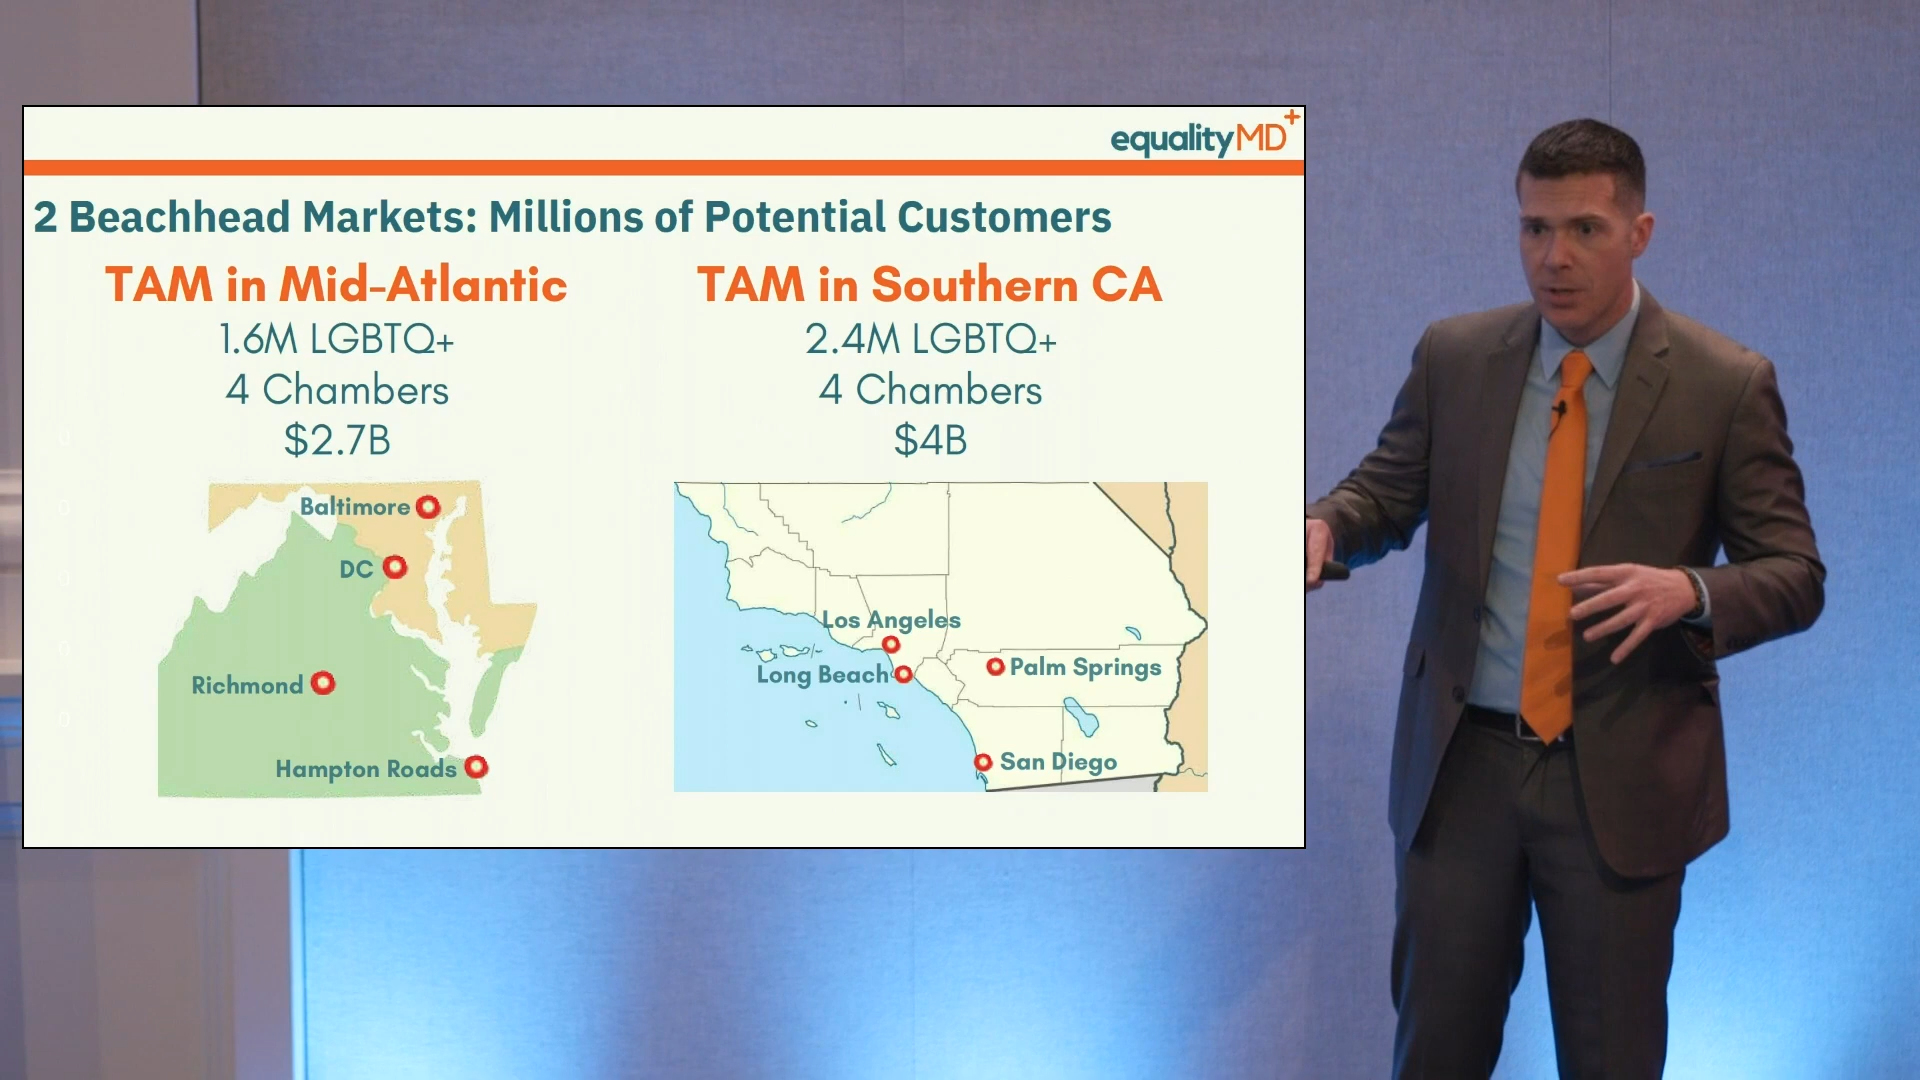 equalityMD+
2 Beachhead Markets: Millions of Potential Customers
TAM in Mid-Atlantic
1.6M LGBTQ+
4 Chambers
$2.7B
Baltimore
DC
Richmond
Hampton Roads
TAM in Southern CA
2.4M LGBTQ+
4 Chambers
$4B
Los Angeles
Long Beach
Palm Springs
San Diego